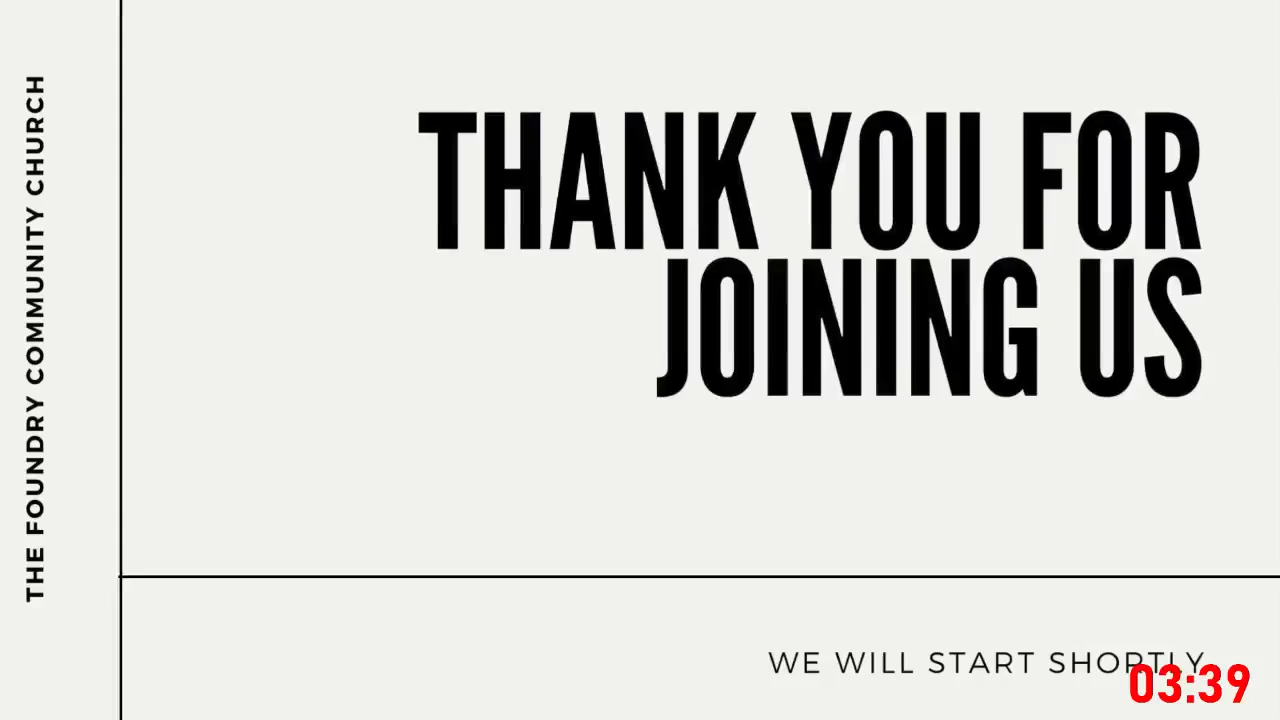 THE FOUNDRY COMMUNITY CHURCH
THANK YOU FOR
JOINING US
WE WILL START SHORTLY.
03:39